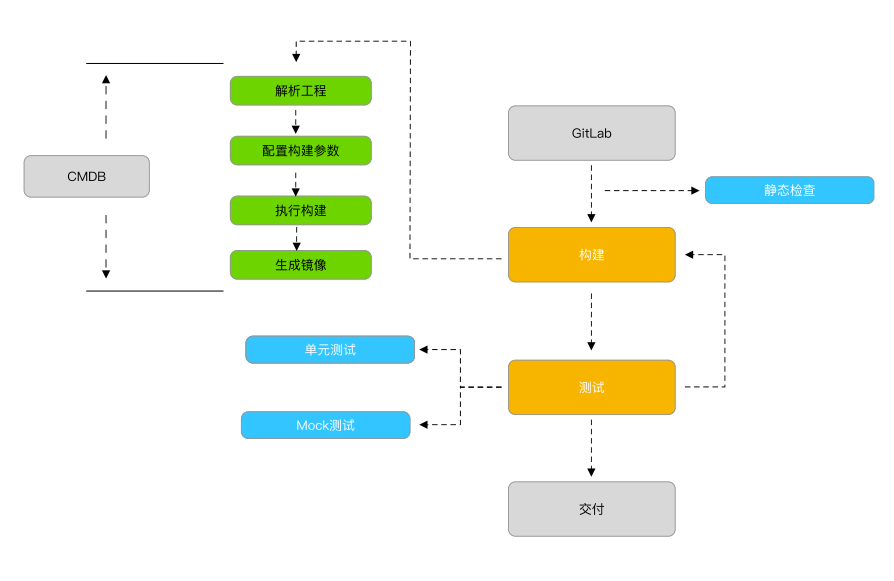 解析工程
GitLab
配置构建参数
CMDB
静态检查
执行构建
构建
生成镜像
单元测试
测试
Mock测试
交付